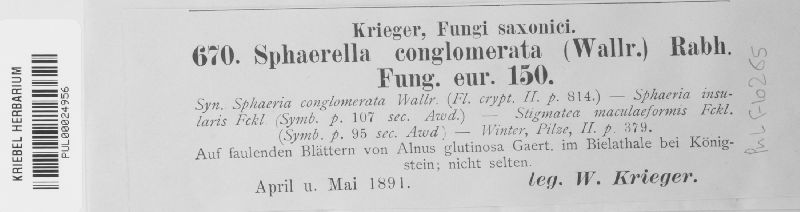 KRIEBEL HERBARIUM
PUL00024956
Krieger, Fungi saxonici.
670. Sphaerella conglomerata (Wallr.) Rabh.
Fung. eur. 150.
Syn. Sphaeria conglomerata Wallr. (Fl. crypt. II. p. 814.) — Sphaeria insu-
laris Fckl (Symb. p. 107 sec. Awd.) — Stigmatea maculaeformis Fckl.
(Symb. p. 95 sec. Awd) — Winter, Pilze, II. p. 379.
Auf faulenden Blättern von Alnus glutinosa Gaert. im Bielathale bei König-
stein; nicht selten.
April u. Mai 1891.
leg. W. Krieger.
PUL F10265